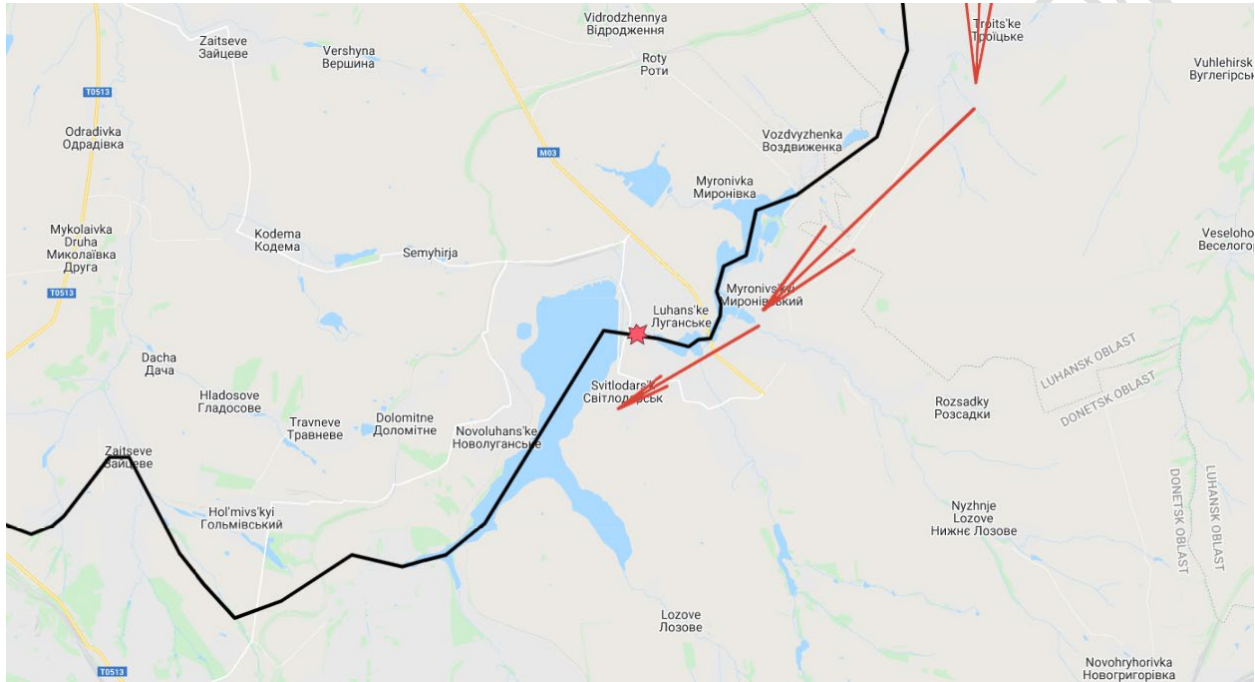 Vidrodzhennya
Відродження
Troits'ke
Троїцьке
Zaitseve
Зайцеве
Vershyna
Вершина
Roty
Роти
Vuhlehirsk
Вуглегірськ
T0513
Odradivka
Одрадівка
M03
Vozdvyzhenka
Воздвиженка
Myronivka
Миронівка
Mykolaivka
Druha
Миколаївка
Друга
Kodema
Кодема
Semyhirja
Veseloho
Веселого
T0513
Myronivs'kyi
Миронівський
Luhans'ke
Луганське
Dacha
Дача
LUHANSK OBLAST
DONETSK OBLAST
Svitlodars'k
Світлодарськ
Hladosove
Гладосове
Rozsadky
Розсадки
Travneve
Травневе
Dolomitne
Доломітне
Novoluhans'ke
Новолуганське
Zaitseve
Зайцеве
LUHANSK OBLAST
DONETSK OBLAST
Hol'mivs'kyi
Гольмівський
Nyzhnje
Lozove
Нижнє Лозове
Lozove
Лозове
T0513
Novohryhorivka
Новогригорівка